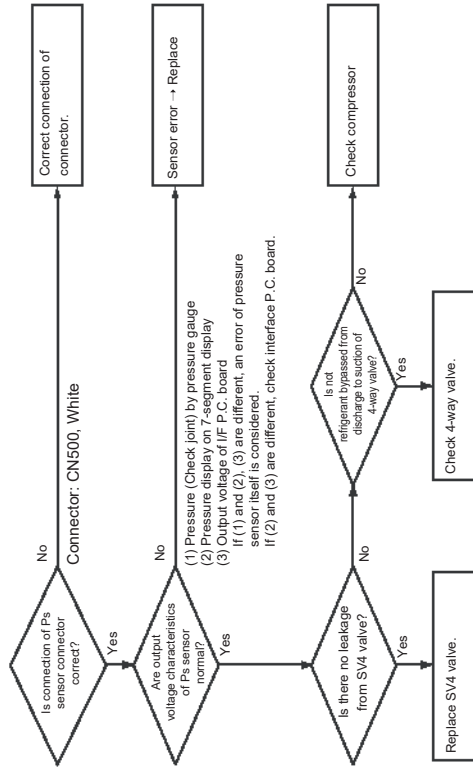 Is connection of Ps
sensor connector
correct?
No
Connector: CN500, White
Correct connection of
connector.
Yes
Are output
voltage characteristics
of Ps sensor
normal?
No
Sensor error → Replace
(1) Pressure (Check joint) by pressure gauge
(2) Pressure display on 7-segment display
(3) Output voltage of I/F P.C. board
If (1) and (2), (3) are different, an error of pressure
sensor itself is considered.
If (2) and (3) are different, check interface P.C. board.
Yes
Is there no leakage
from SV4 valve?
No
Is not
refrigerant bypassed from
discharge to suction of
4-way valve?
No
Check compressor
Yes
Replace SV4 valve.
Yes
Check 4-way valve.